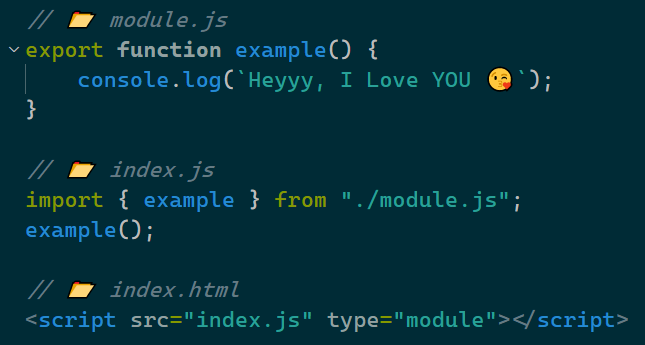 // 📂 module.js
export function example() {
    console.log(`Heyyy, I Love YOU 😘`);
}
// 📂 index.js
import { example } from "./module.js";
example();
// 📂 index.html
<script src="index.js" type="module"></script>